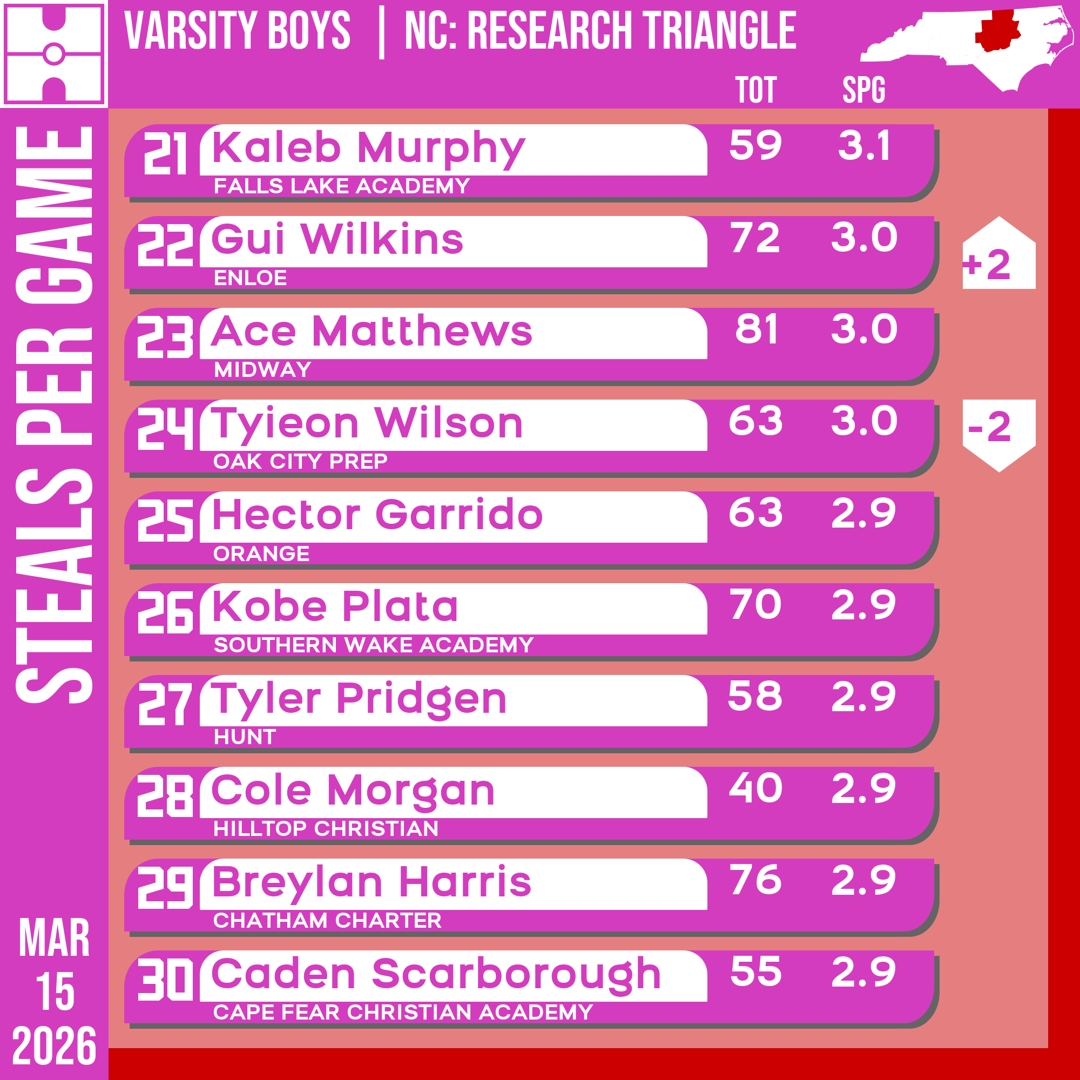 VARSITY BOYS | NC: RESEARCH TRIANGLE
TOT SPG
STEALS PER GAME
21 Kaleb Murphy 59 3.1
FALLS LAKE ACADEMY
22 Gui Wilkins 72 3.0 +2
ENLOE
23 Ace Matthews 81 3.0
MIDWAY
24 Tyieon Wilson 63 3.0 -2
OAK CITY PREP
25 Hector Garrido 63 2.9
ORANGE
26 Kobe Plata 70 2.9
SOUTHERN WAKE ACADEMY
27 Tyler Pridgen 58 2.9
HUNT
28 Cole Morgan 40 2.9
HILLTOP CHRISTIAN
29 Breylan Harris 76 2.9
CHATHAM CHARTER
30 Caden Scarborough 55 2.9
CAPE FEAR CHRISTIAN ACADEMY
MAR
15
2026